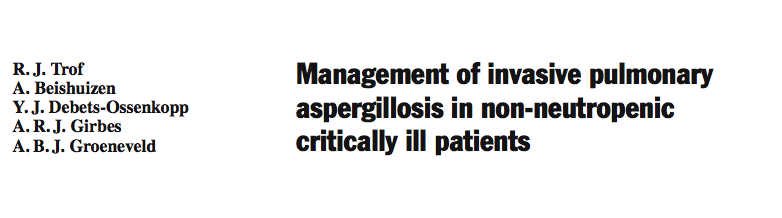 R. J. Trof
A. Beishuizen
Y. J. Debets-Ossenkopp
A. R. J. Girbes
A. B. J. Groeneveld
Management of invasive pulmonary
aspergillosis in non-neutropenic
critically ill patients